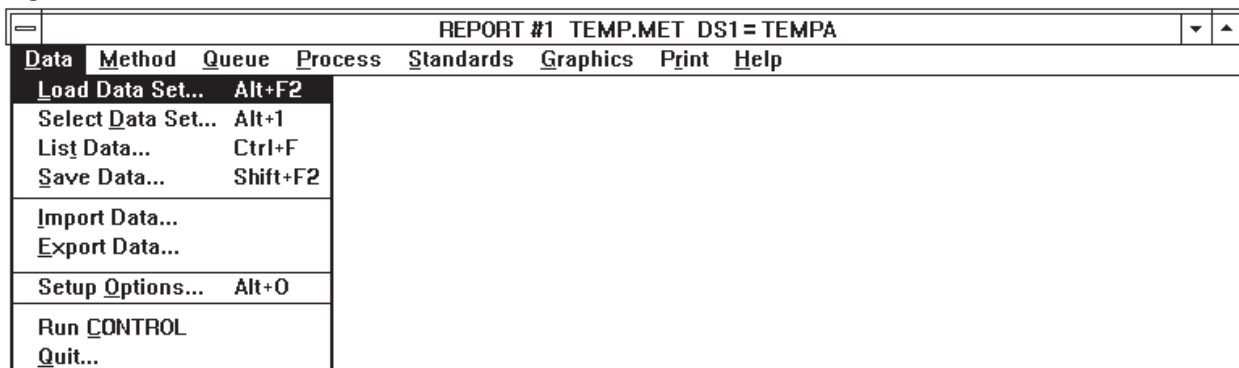 REPORT #1 TEMP.MET DS1 = TEMPA
Data Method Queue Process Standards Graphics Print Help
Load Data Set... Alt+F2
Select Data Set... Alt+1
List Data... Ctrl+F
Save Data... Shift+F2
Import Data...
Export Data...
Setup Options... Alt+O
Run CONTROL
Quit...